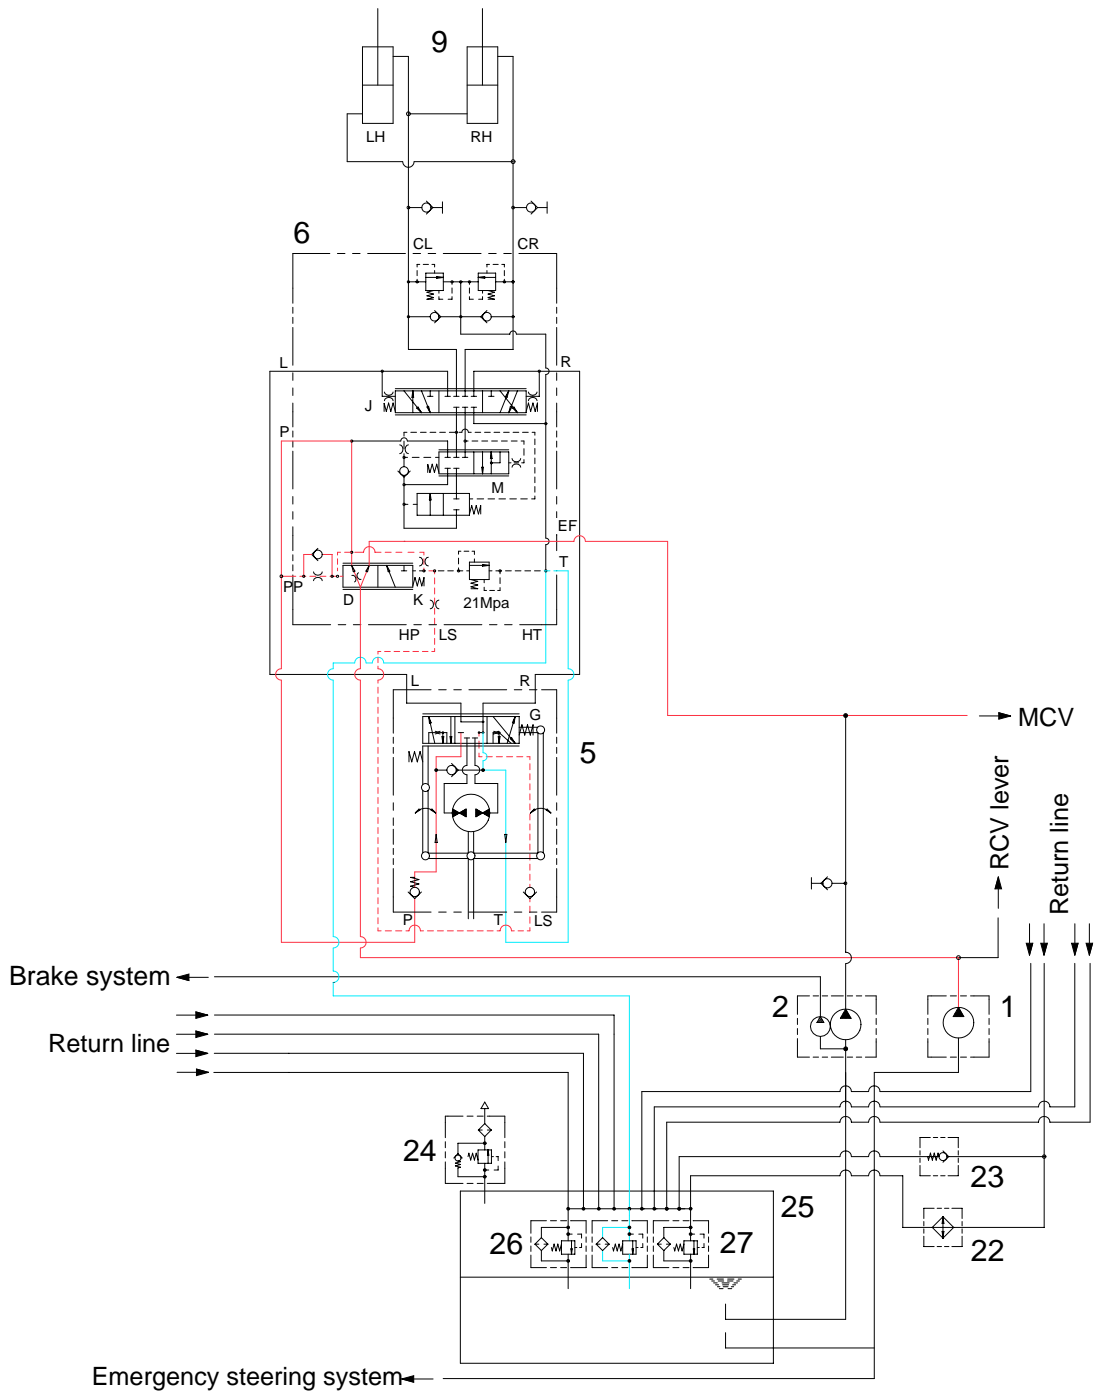 9
LH
RH
6
CL
CR
L
R
J
P
M
EF
T
PP
D
K
21Mpa
HP
LS
HT
L
R
G
5
MCV
RCV lever
Return line
P
T
LS
Brake system
2
1
Return line
24
23
25
22
26
27
Emergency steering system